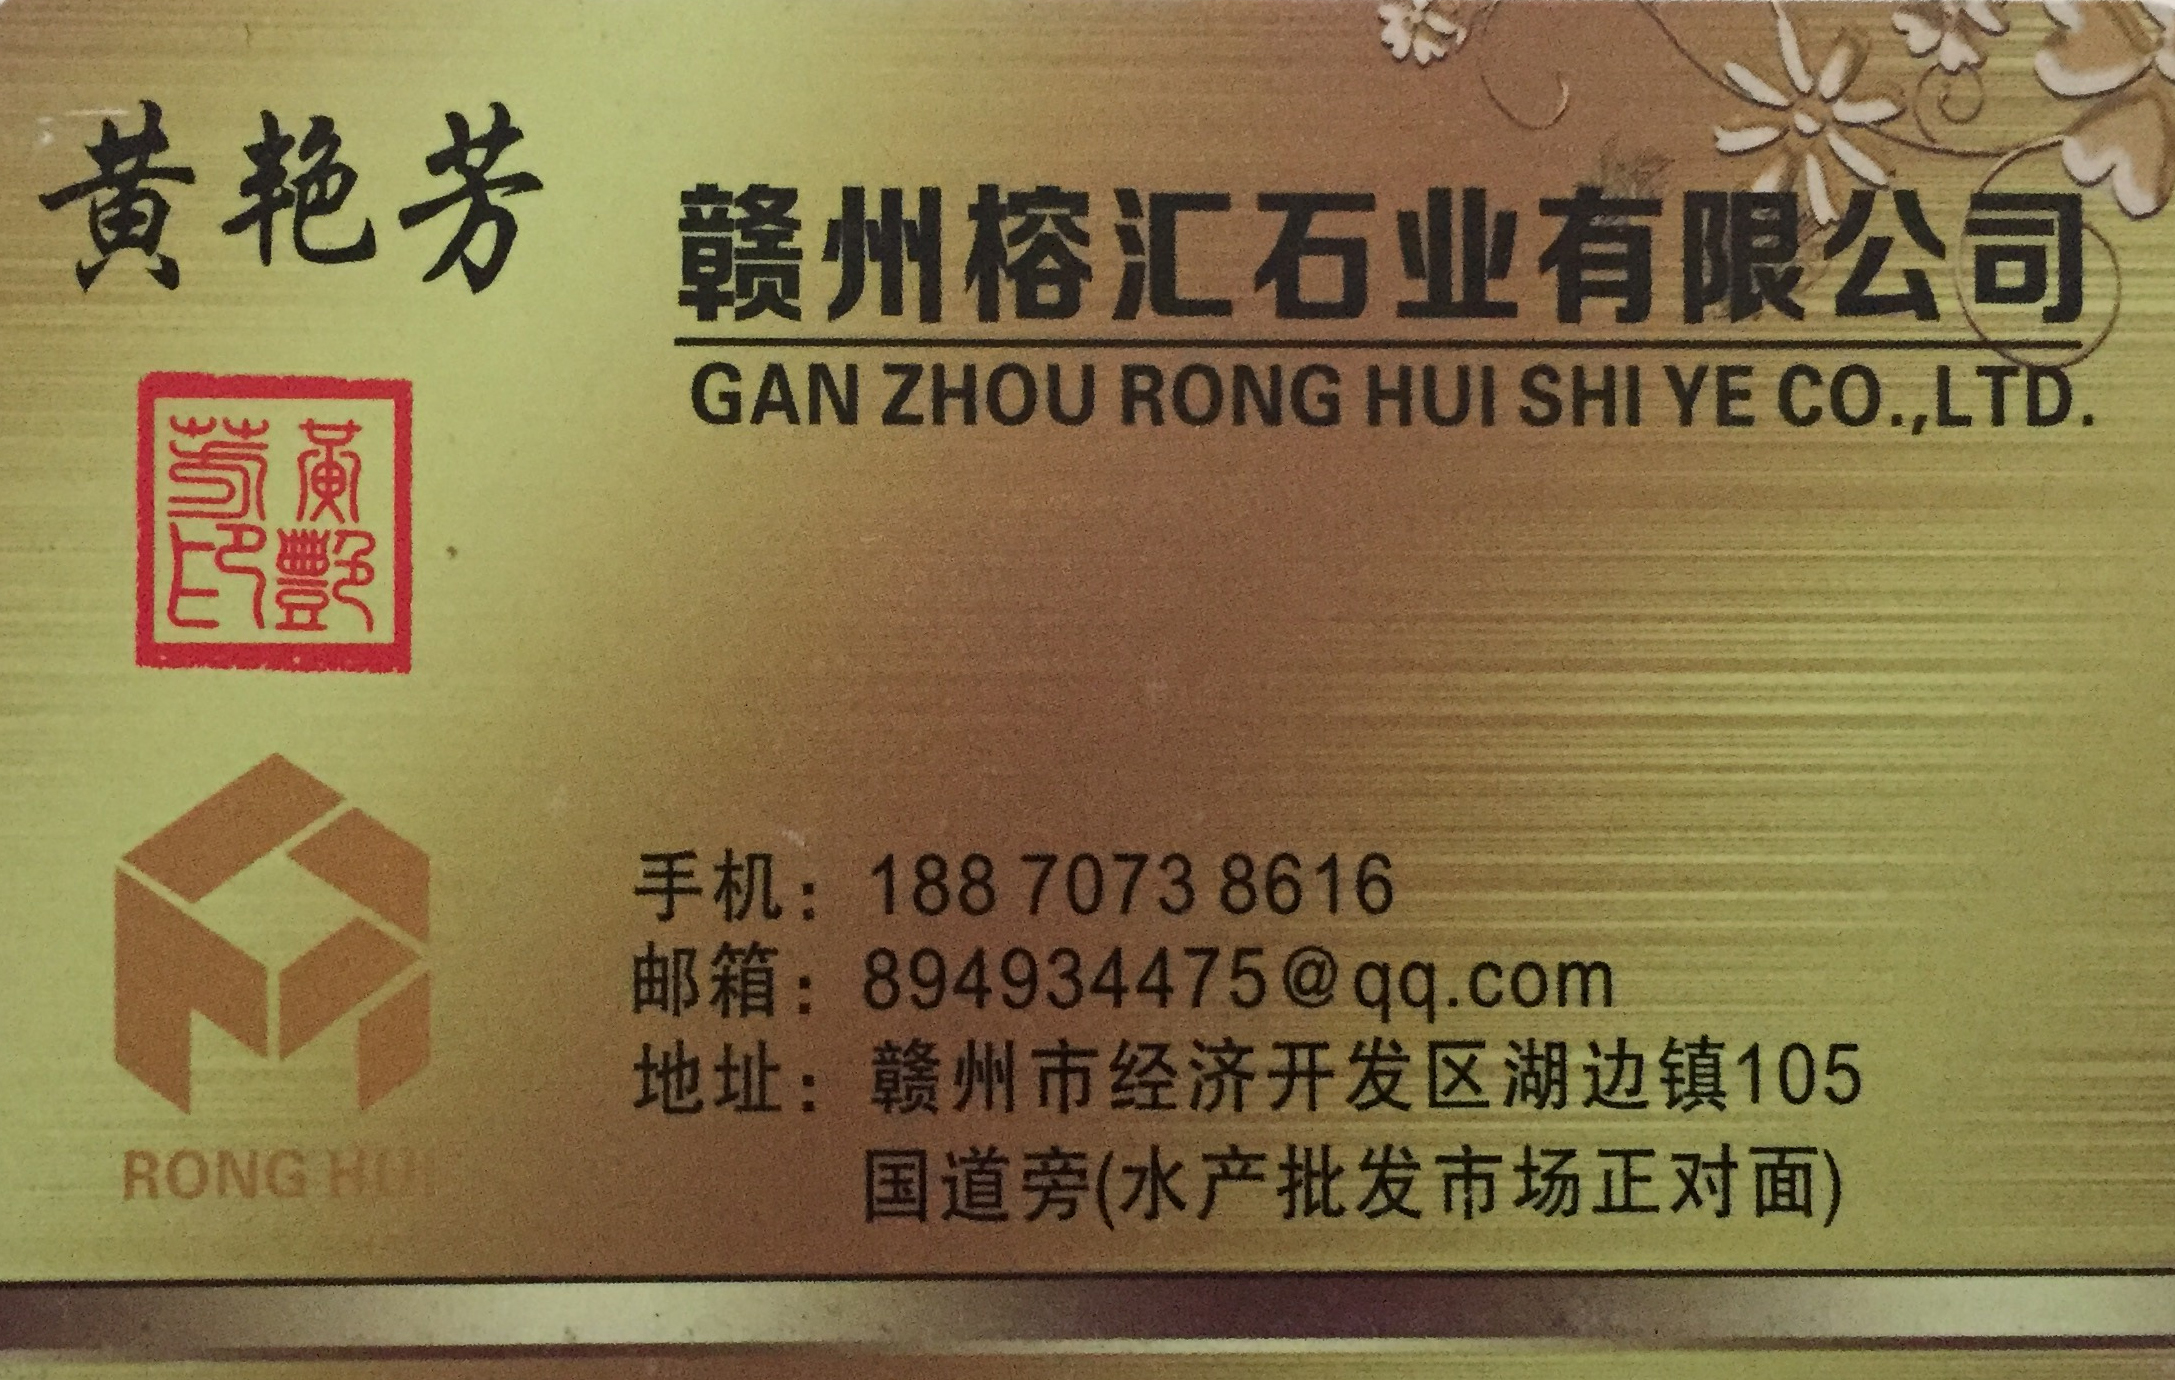 黄艳芳
赣州榕汇石业有限公司
GAN ZHOU RONG HUI SHI YE CO.,LTD.
黃艷
芳印
RONG HUI
手机：188 7073 8616
邮箱：894934475@qq.com
地址：赣州市经济开发区湖边镇105
国道旁(水产批发市场正对面)